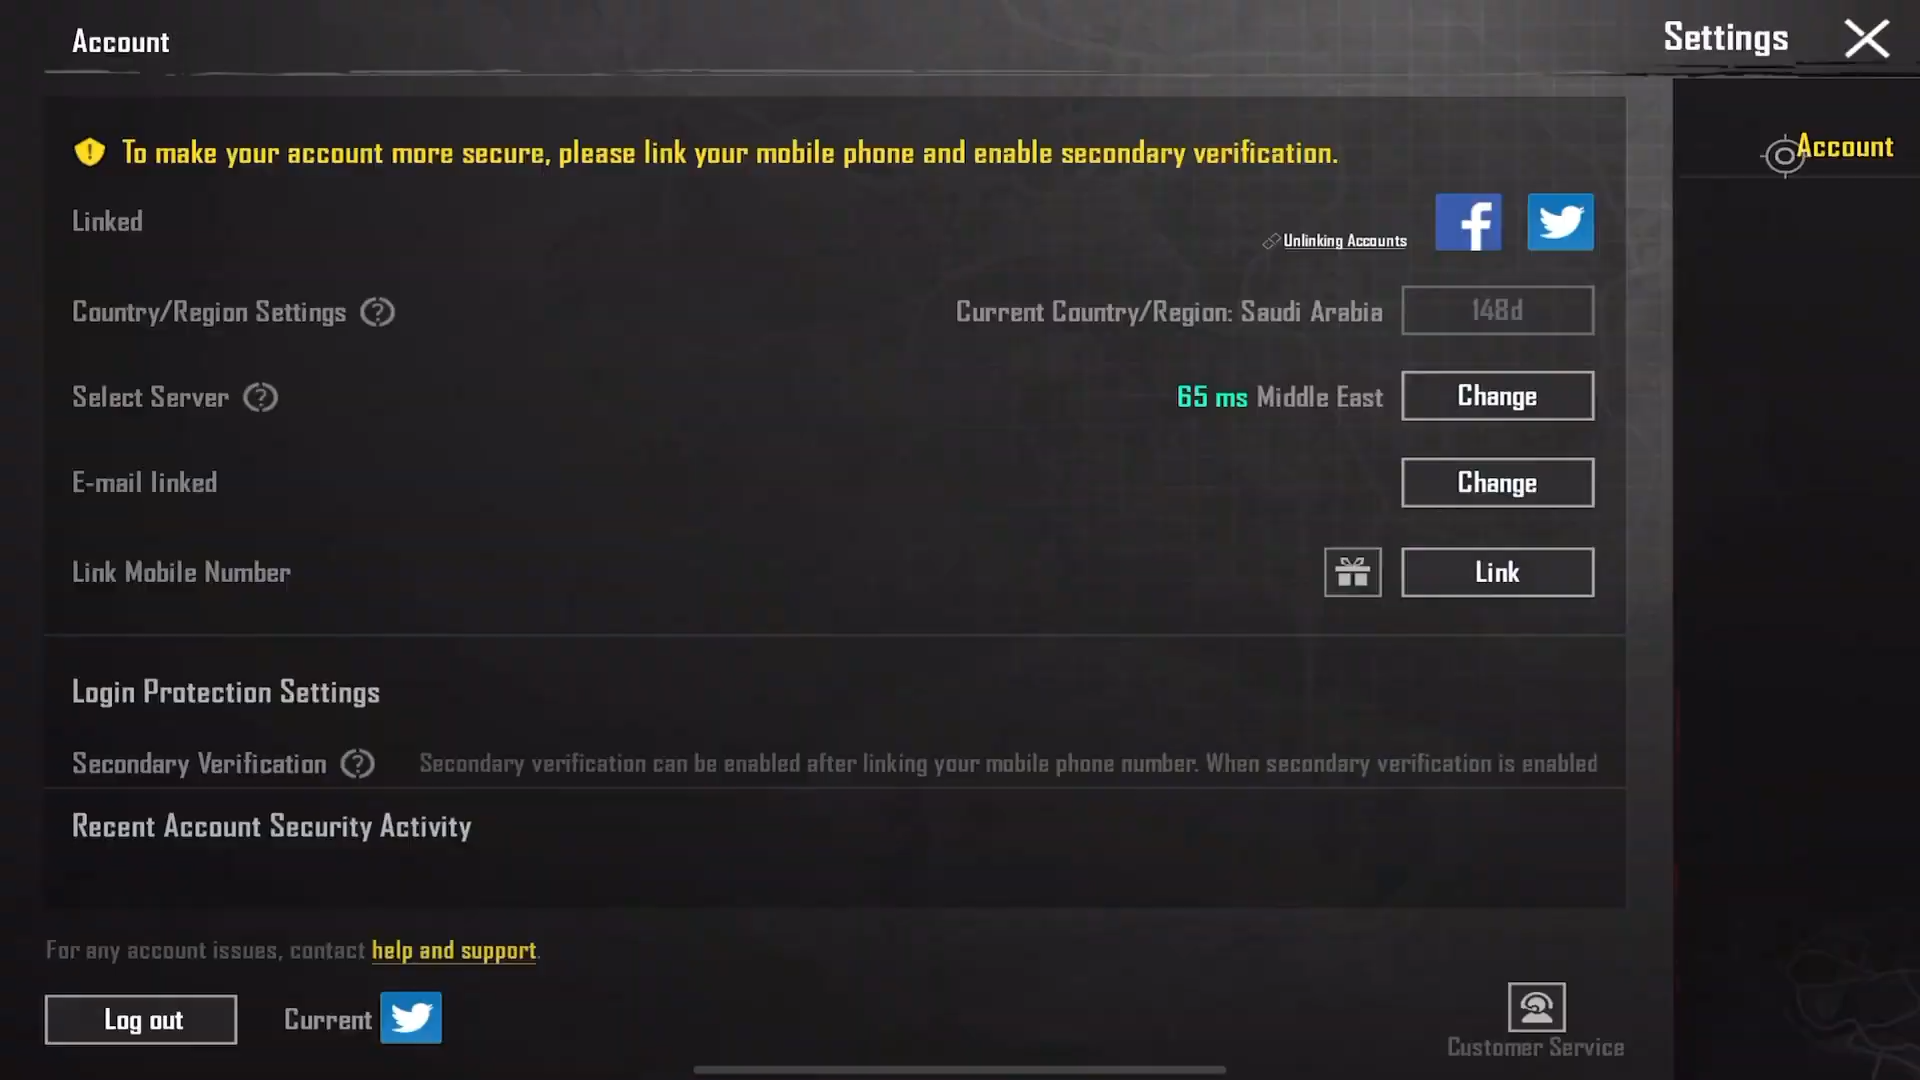 Account
Settings
To make your account more secure, please link your mobile phone and enable secondary verification.
Account
Linked
Unlinking Accounts
Country/Region Settings
Current Country/Region: Saudi Arabia
148d
Select Server
65 ms Middle East
Change
E-mail linked
Change
Link Mobile Number
Link
Login Protection Settings
Secondary Verification
Secondary verification can be enabled after linking your mobile phone number. When secondary verification is enabled
Recent Account Security Activity
For any account issues, contact help and support.
Log out
Current
Customer Service